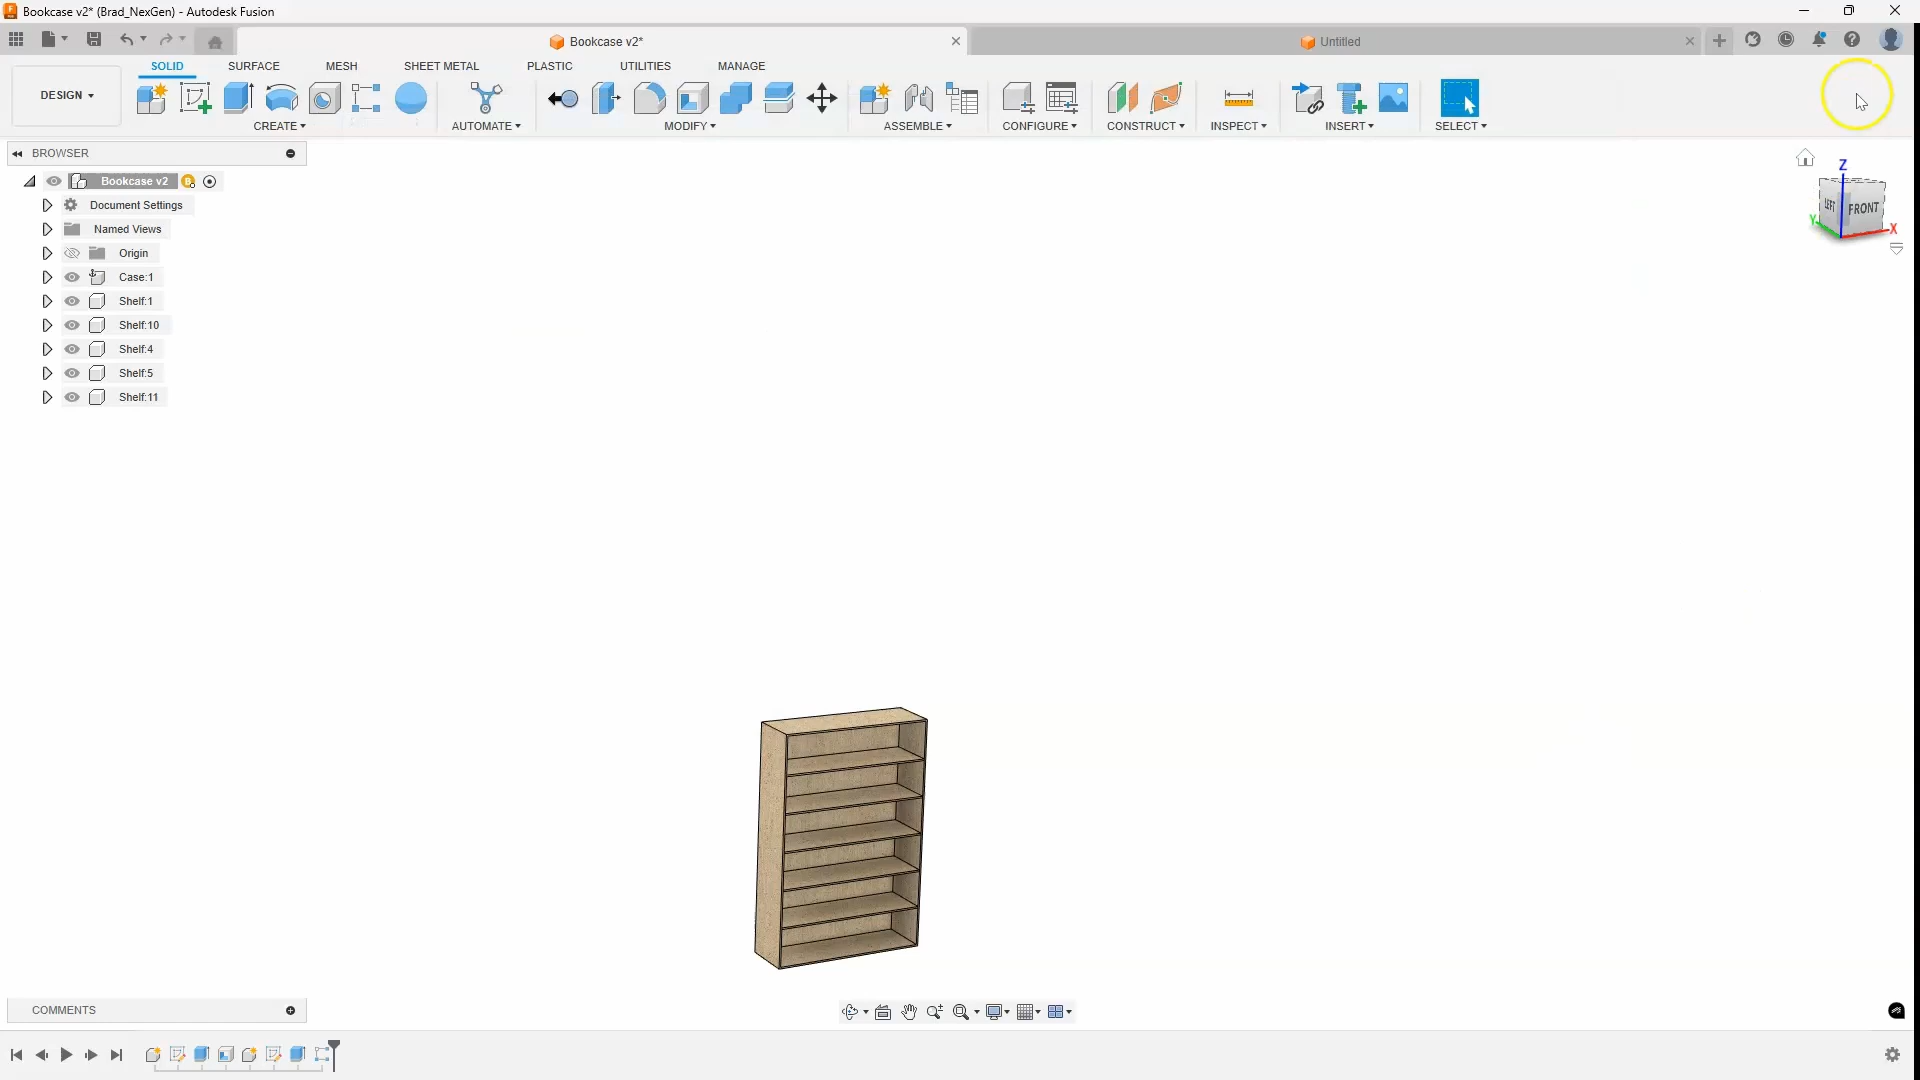 Bookcase v2* (Brad_NexGen) - Autodesk Fusion
Bookcase v2*
Untitled
SOLID SURFACE MESH SHEET METAL PLASTIC UTILITIES MANAGE
DESIGN
CREATE AUTOMATE MODIFY ASSEMBLE CONFIGURE CONSTRUCT INSPECT INSERT SELECT
BROWSER
Bookcase v2
Document Settings
Named Views
Origin
Case:1
Shelf:1
Shelf:10
Shelf:4
Shelf:5
Shelf:11
Z
LEFT FRONT
Y
X
COMMENTS